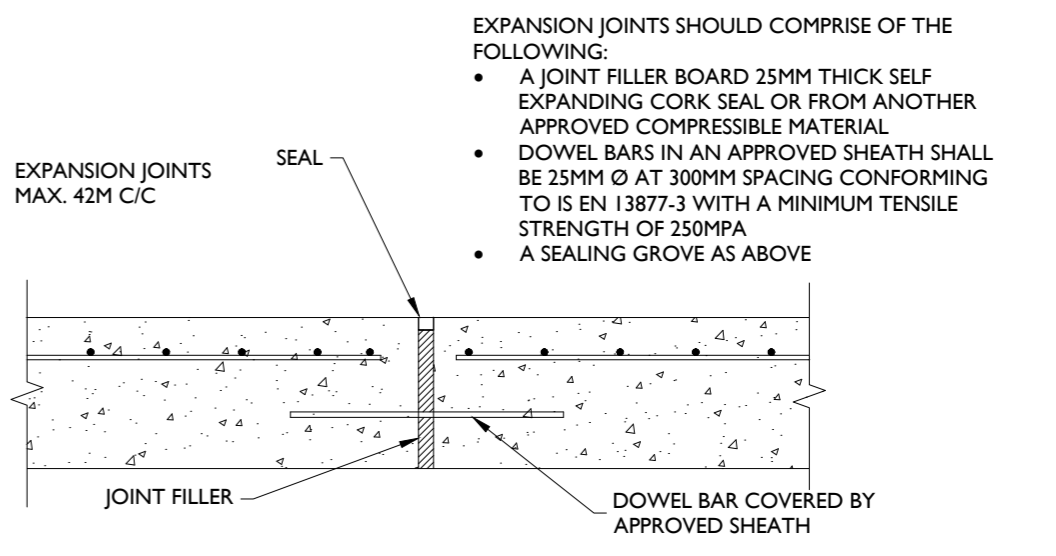 EXPANSION JOINTS SHOULD COMPRISE OF THE
FOLLOWING:
• A JOINT FILLER BOARD 25MM THICK SELF
EXPANDING CORK SEAL OR FROM ANOTHER
APPROVED COMPRESSIBLE MATERIAL
• DOWEL BARS IN AN APPROVED SHEATH SHALL
BE 25MM Ø AT 300MM SPACING CONFORMING
TO IS EN 13877-3 WITH A MINIMUM TENSILE
STRENGTH OF 250MPA
• A SEALING GROVE AS ABOVE
EXPANSION JOINTS
MAX. 42M C/C
SEAL
JOINT FILLER
DOWEL BAR COVERED BY
APPROVED SHEATH